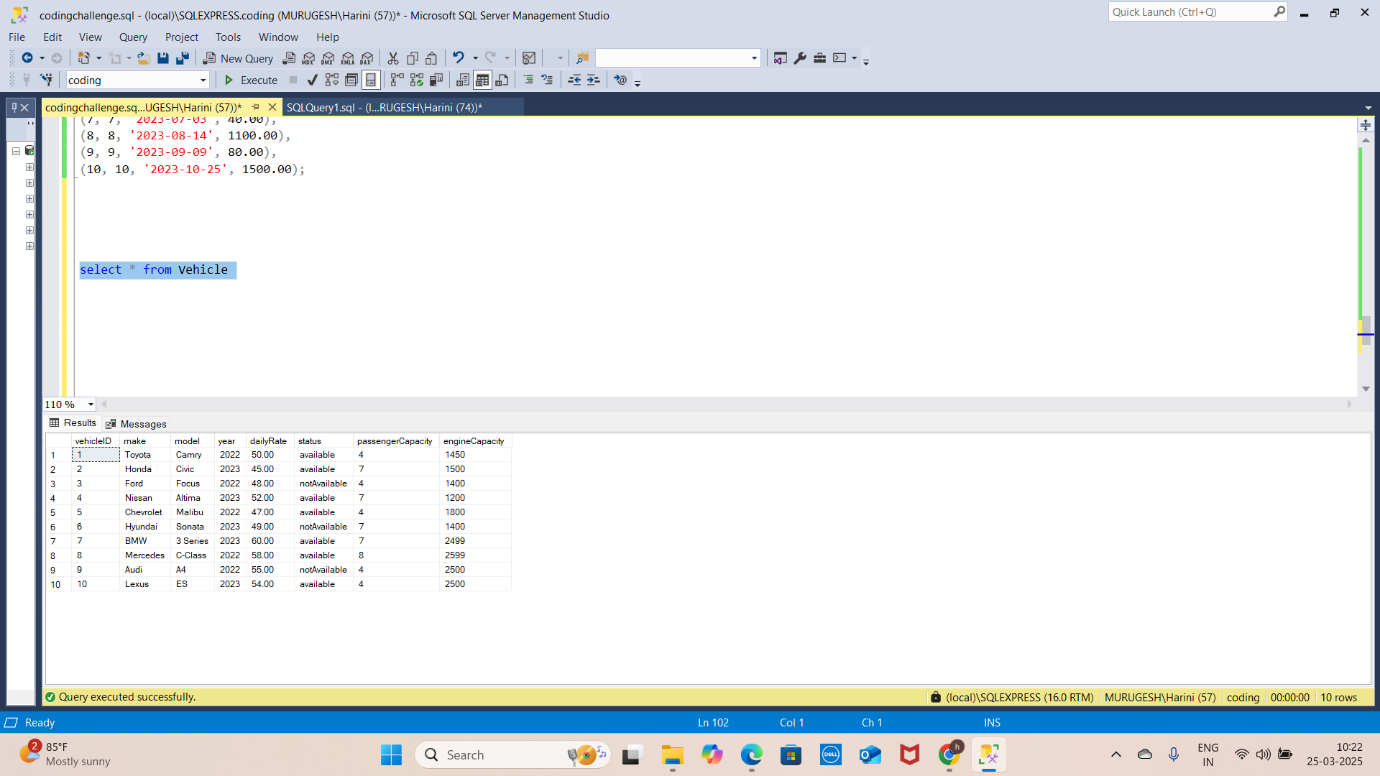 codingchallenge.sql - (local)\SQLEXPRESS.coding (MURUGESH\Harini (57))* - Microsoft SQL Server Management Studio
Quick Launch (Ctrl+Q)
File Edit View Query Project Tools Window Help
New Query
coding Execute
codingchallenge.sq...UGESH\Harini (57))* SQLQuery1.sql - (l...RUGESH\Harini (74))*
(7, 7, '2023-07-03', 40.00),
(8, 8, '2023-08-14', 1100.00),
(9, 9, '2023-09-09', 80.00),
(10, 10, '2023-10-25', 1500.00);
select * from Vehicle
110 %
Results Messages
vehicleID make model year dailyRate status passengerCapacity engineCapacity
1 1 Toyota Camry 2022 50.00 available 4 1450
2 2 Honda Civic 2023 45.00 available 7 1500
3 3 Ford Focus 2022 48.00 notAvailable 4 1400
4 4 Nissan Altima 2023 52.00 available 7 1200
5 5 Chevrolet Malibu 2022 47.00 available 4 1800
6 6 Hyundai Sonata 2023 49.00 notAvailable 7 1400
7 7 BMW 3 Series 2023 60.00 available 7 2499
8 8 Mercedes C-Class 2022 58.00 available 8 2599
9 9 Audi A4 2022 55.00 notAvailable 4 2500
10 10 Lexus ES 2023 54.00 available 4 2500
Query executed successfully. (local)\SQLEXPRESS (16.0 RTM) MURUGESH\Harini (57) coding 00:00:00 10 rows
Ready Ln 102 Col 1 Ch 1 INS
2 85°F
Mostly sunny
Search
DELL
h
ENG
IN
10:22
25-03-2025